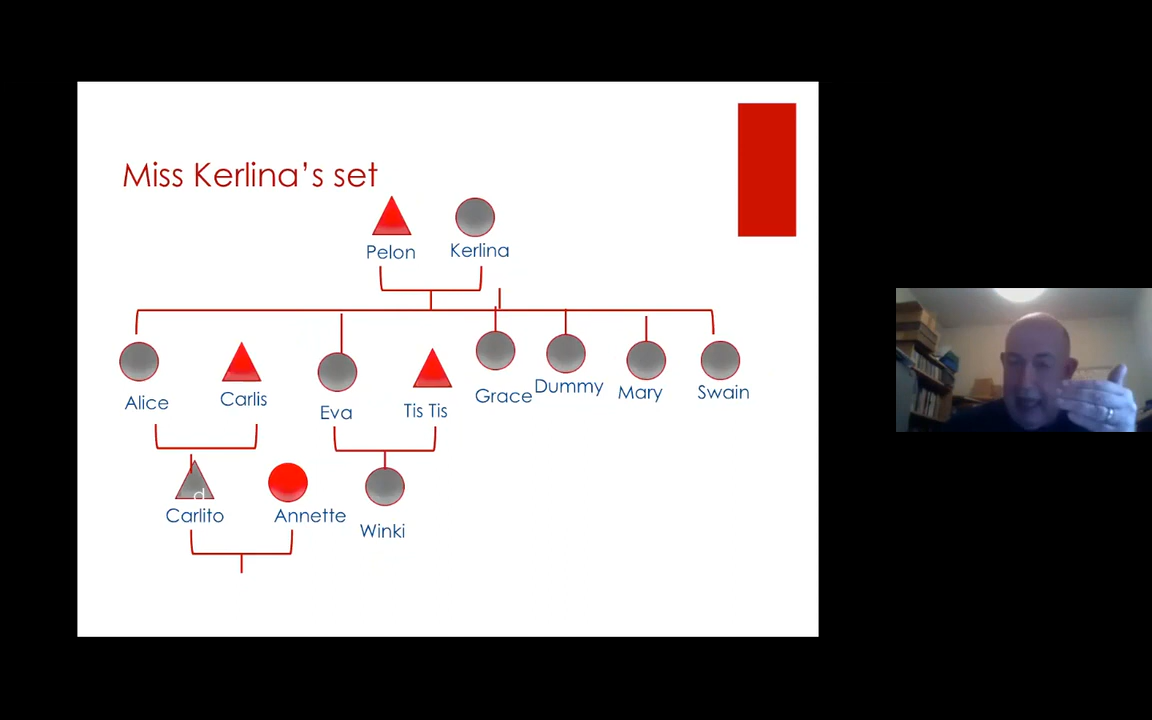 Miss Kerlina's set
Pelon
Kerlina
Alice
Carlis
Eva
Tis Tis
Grace
Dummy
Mary
Swain
d
Carlito
Annette
Winki